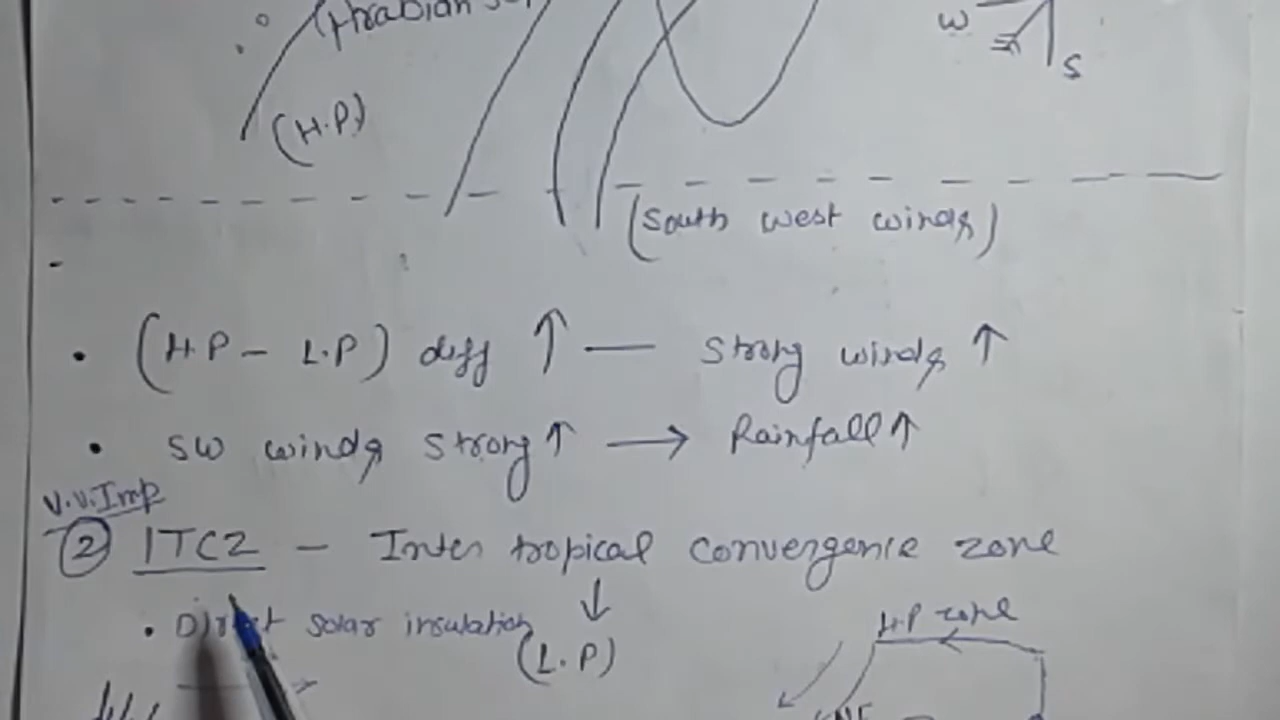 (Arabian
W
S
(H.P)
(South west winds)
• (H.P - L.P) diff ↑ — Strong winds ↑
• SW winds strong ↑ → Rainfall ↑
V.V.Imp
② ITCZ - Inter tropical convergence zone
↓
• Direct solar insulation
(L.P)
H.P zone